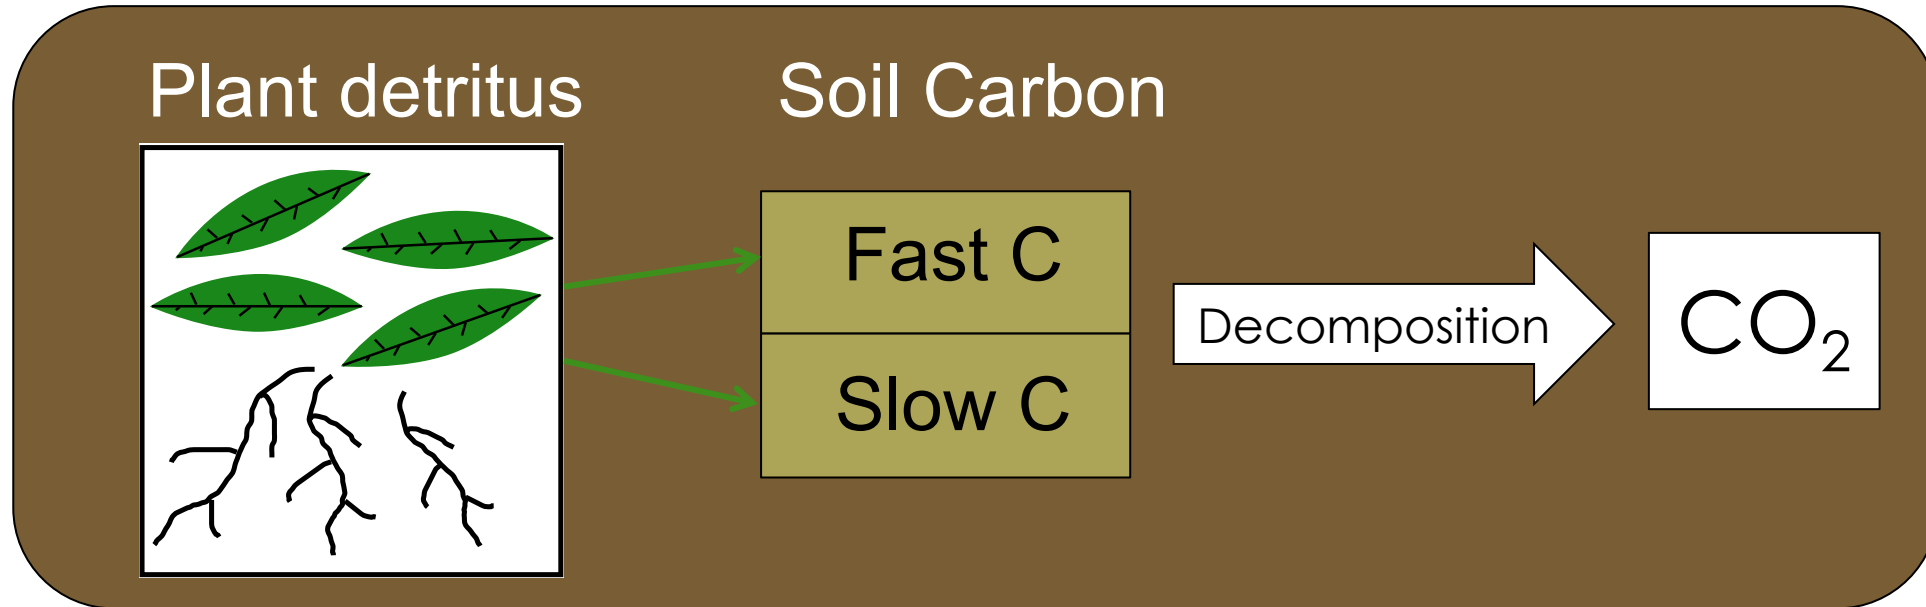 Plant detritus
Soil Carbon
Fast C
Slow C
Decomposition
CO₂